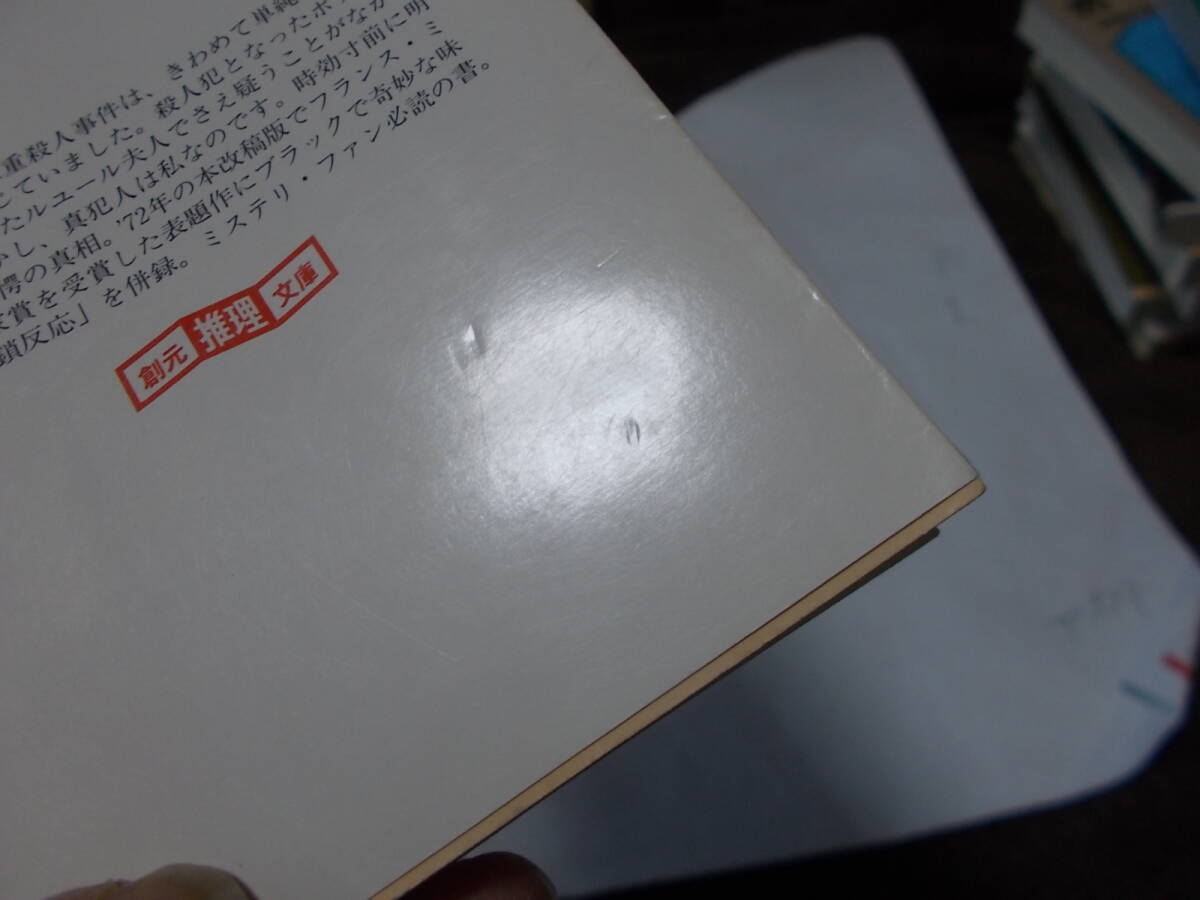 重殺人事件は、きわめて単純
ていました。殺人犯となったボ
たルユール夫人でさえ疑うことがなか
かし、真犯人は私なのです。時効寸前に明
愕の真相。'72年の本改稿版でフランス・ミ
賞を受賞した表題作にブラックで奇妙な味
鎖反応」を併録。 ミステリ・ファン必読の書。
創元 推理 文庫